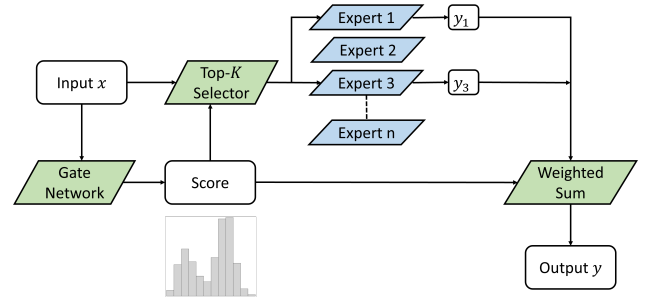 Expert 1
y₁
Expert 2
Input x
Top-K
Selector
Expert 3
y₃
Expert n
Gate
Network
Score
Weighted
Sum
Output y